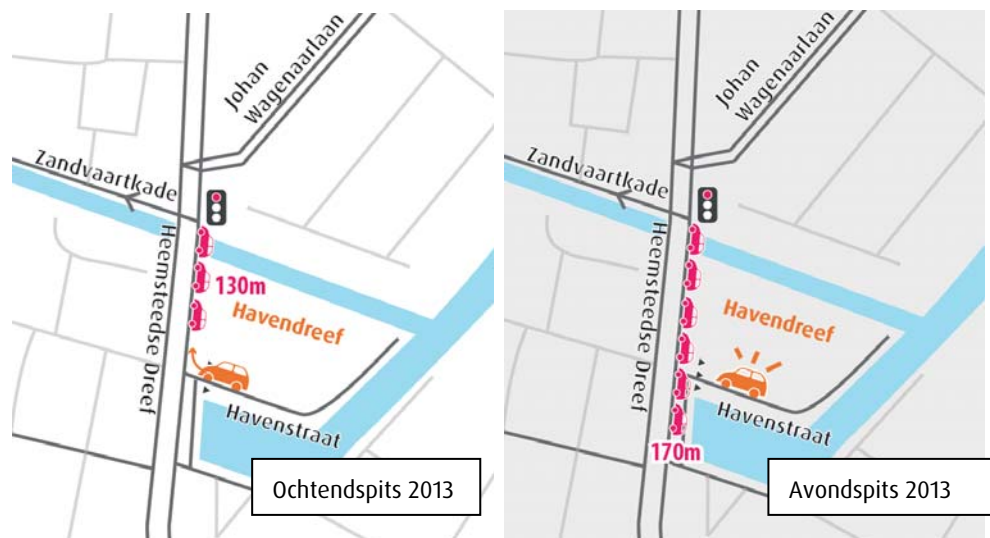 Johan
Wagenaarlaan
Zandvaartkade
Heemsteedse Dreef
130m
Havendreef
Havenstraat
Ochtendspits 2013
Johan
Wagenaarlaan
Zandvaartkade
Heemsteedse Dreef
Havendreef
Havenstraat
170m
Avondspits 2013